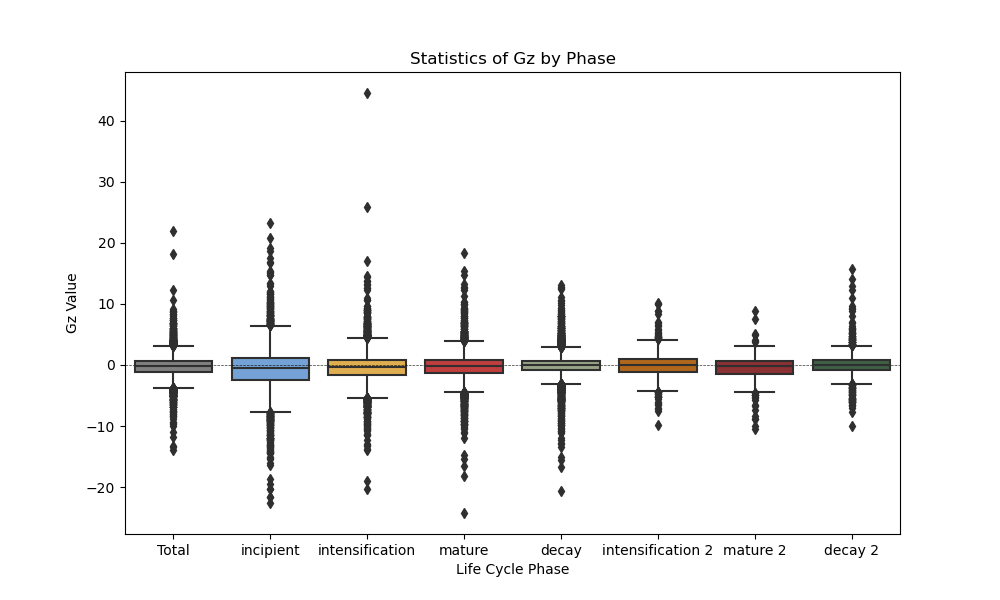 Statistics of Gz by Phase
Gz Value
40
30
20
10
0
−10
−20
Total incipient intensification mature decay intensification 2 mature 2 decay 2
Life Cycle Phase